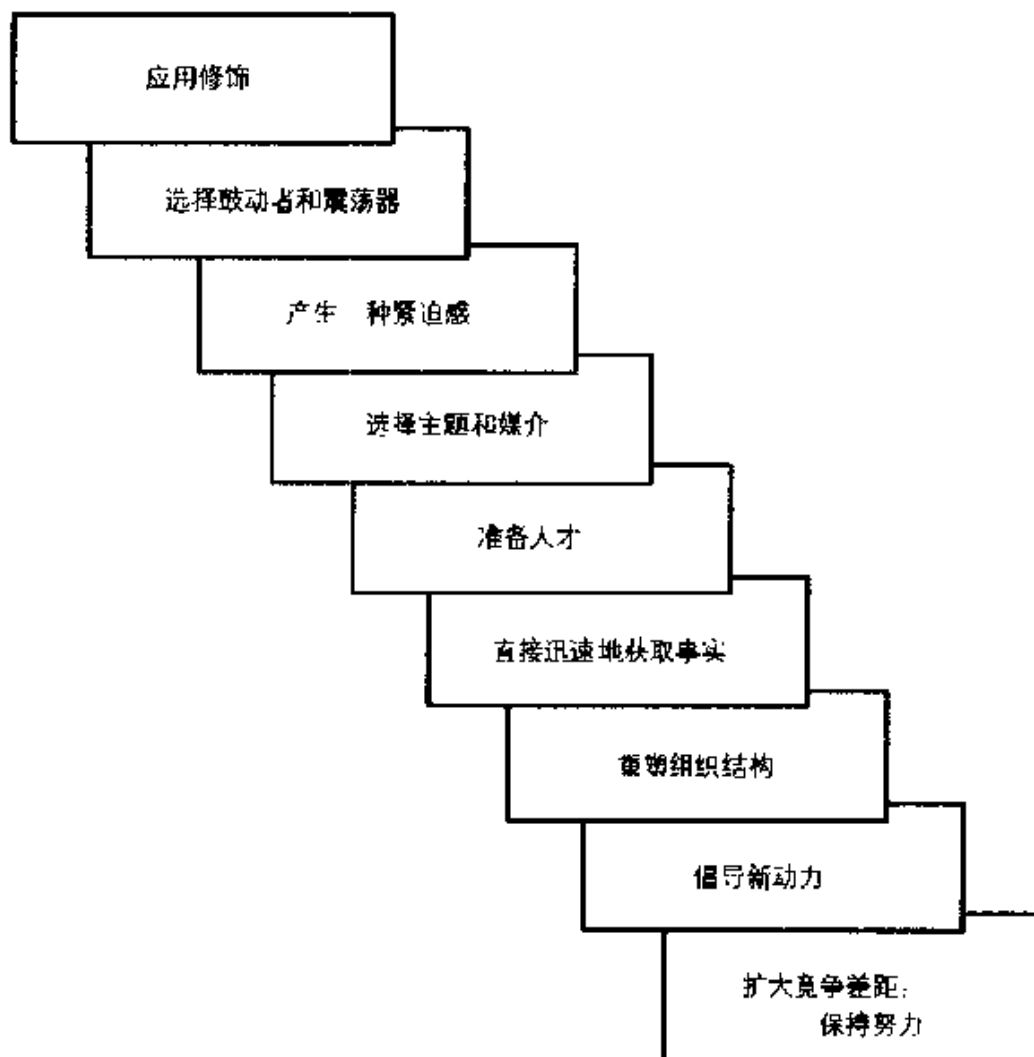 应用修饰
选择鼓动者和震荡器
产生一种紧迫感
选择主题和媒介
准备人才
直接迅速地获取事实
重塑组织结构
倡导新动力
扩大竞争差距：
保持努力